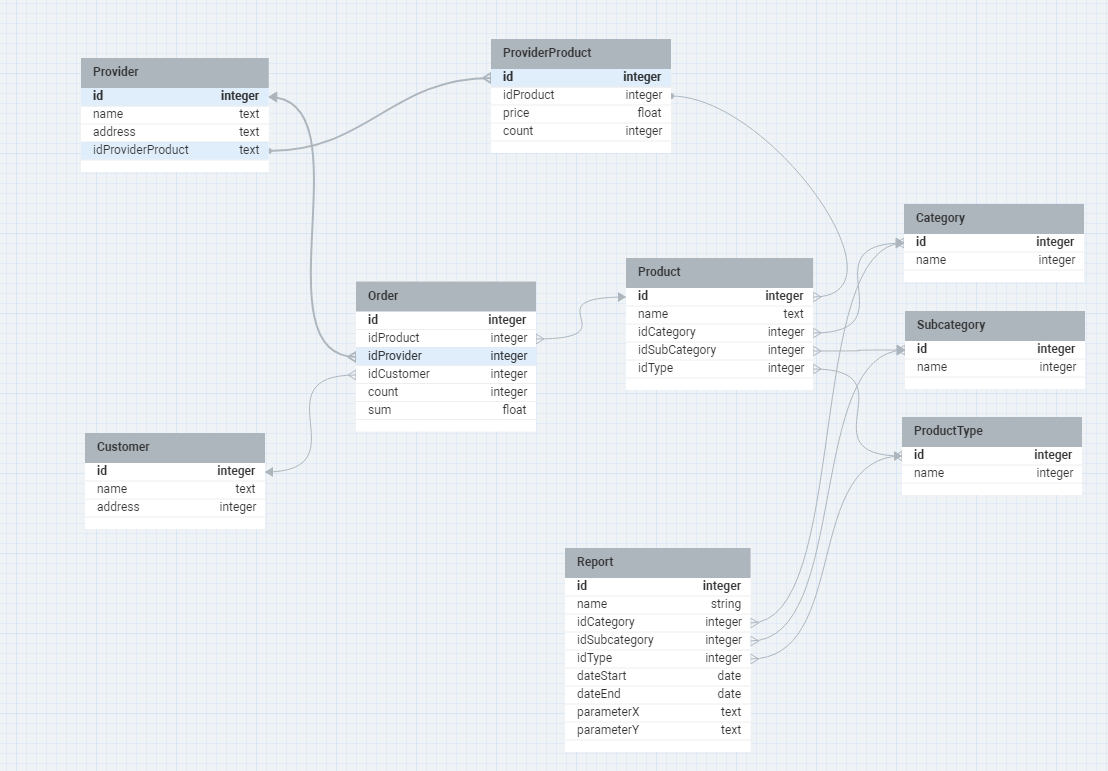 Provider
id integer
name text
address text
idProviderProduct text
ProviderProduct
id integer
idProduct integer
price float
count integer
Category
id integer
name integer
Product
id integer
name text
idCategory integer
idSubCategory integer
idType integer
Order
id integer
idProduct integer
idProvider integer
idCustomer integer
count integer
sum float
Subcategory
id integer
name integer
ProductType
id integer
name integer
Customer
id integer
name text
address integer
Report
id integer
name string
idCategory integer
idSubcategory integer
idType integer
dateStart date
dateEnd date
parameterX text
parameterY text